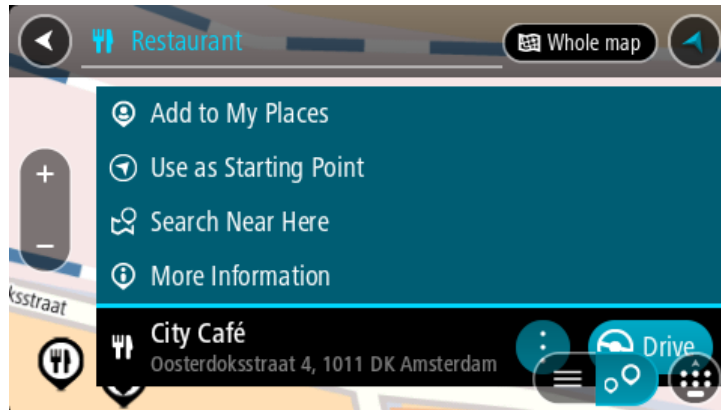 Restaurant
Whole map
Add to My Places
Use as Starting Point
Search Near Here
More Information
City Café
Oosterdoksstraat 4, 1011 DK Amsterdam
Drive
ksstraat